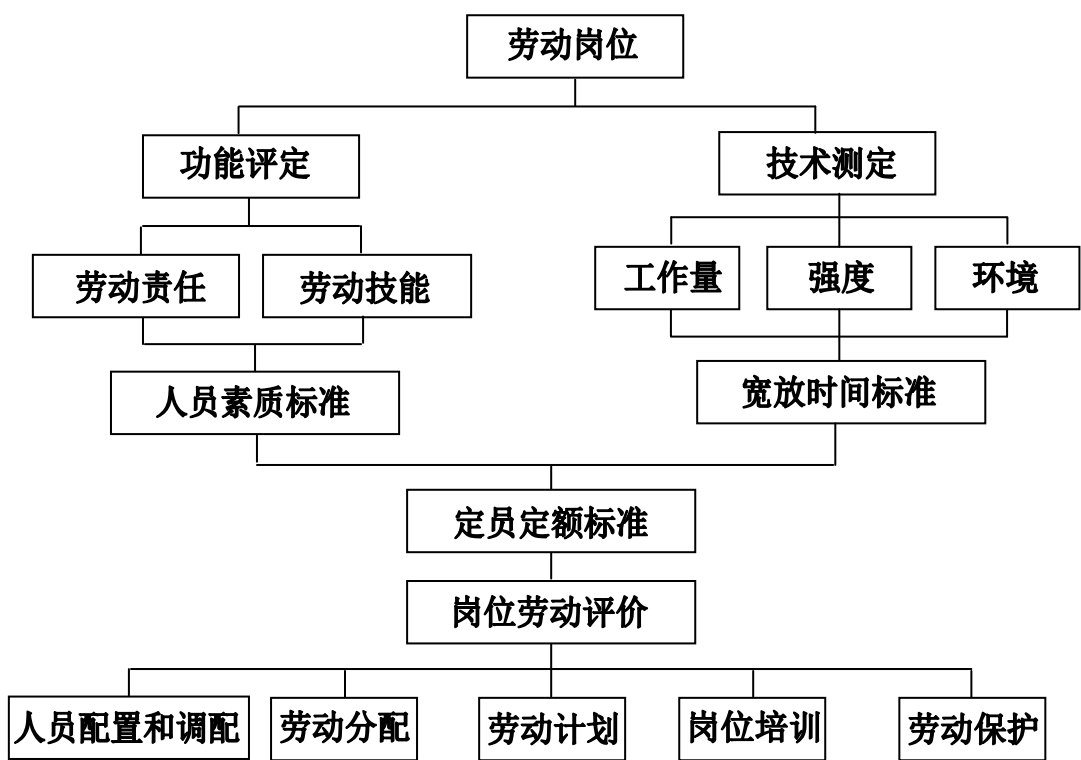 劳动岗位
功能评定
技术测定
劳动责任
劳动技能
工作量
强度
环境
人员素质标准
宽放时间标准
定员定额标准
岗位劳动评价
人员配置和调配
劳动分配
劳动计划
岗位培训
劳动保护